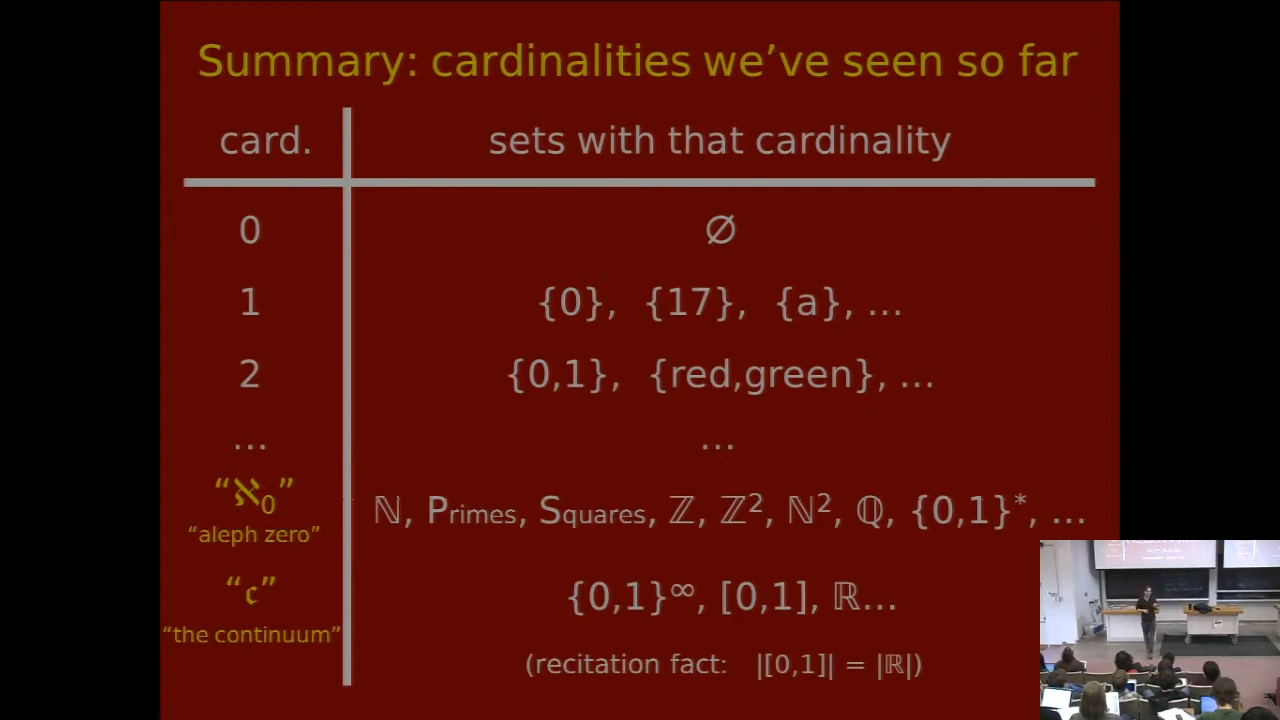 Summary: cardinalities we’ve seen so far
card. sets with that cardinality
0 ∅
1 {0}, {17}, {a}, …
2 {0,1}, {red,green}, …
… …
“ℵ₀” ℕ, Primes, Squares, ℤ, ℤ², ℕ², ℚ, {0,1}*, …
“aleph zero”
“𝔠” {0,1}^∞, [0,1], ℝ…
“the continuum”
(recitation fact: |[0,1]| = |ℝ|)